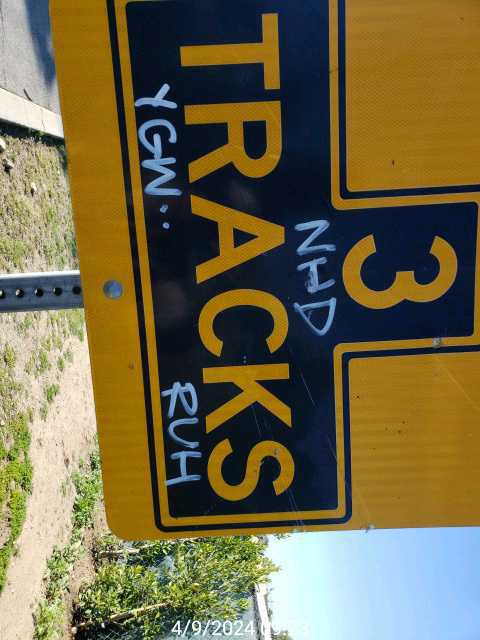 3
NHD
TRACKS
YGW:. RUH
4/9/2024